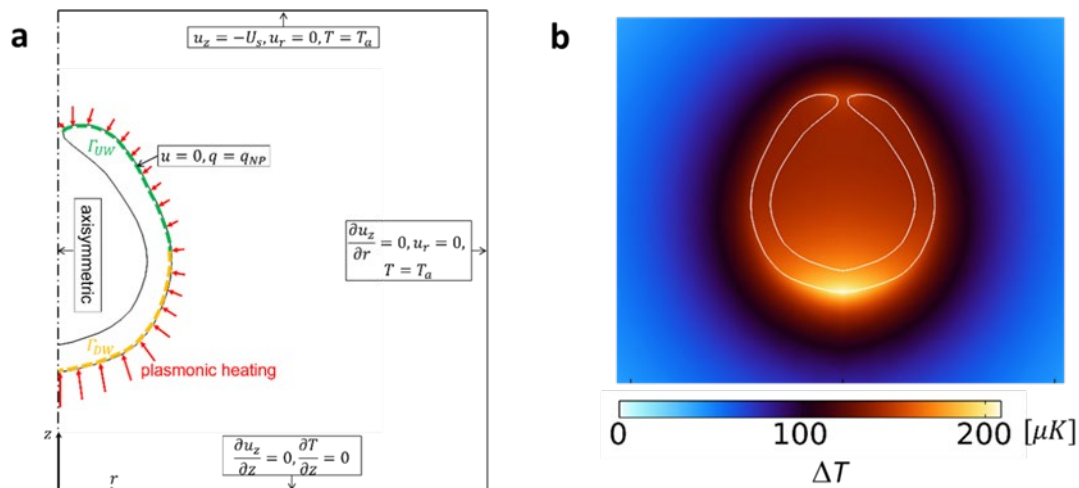 a
u_z = −U_s, u_r = 0, T = T_a
Γ_UW
u = 0, q = q_NP
axisymmetric
∂u_z/∂r = 0, u_r = 0,
T = T_a
Γ_DW
plasmonic heating
z
∂u_z/∂z = 0, ∂T/∂z = 0
r
b
0 100 200 [μK]
ΔT